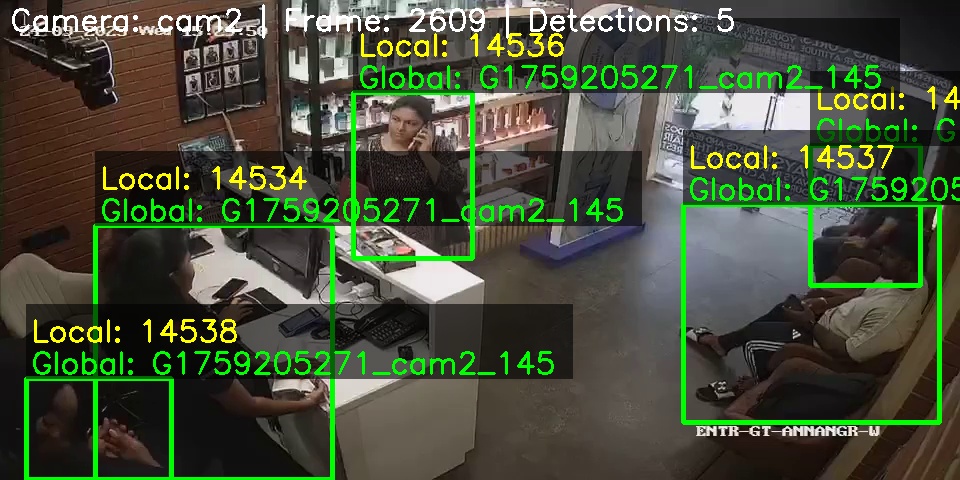 Camera: cam2 | Frame: 2609 | Detections: 5
Local: 14536
Global: G1759205271_cam2_145
Local: 14
Global: G
Local: 14537
Global: G1759205
Local: 14534
Global: G1759205271_cam2_145
Local: 14538
Global: G1759205271_cam2_145
ENTR-GT-ANNANGR-W